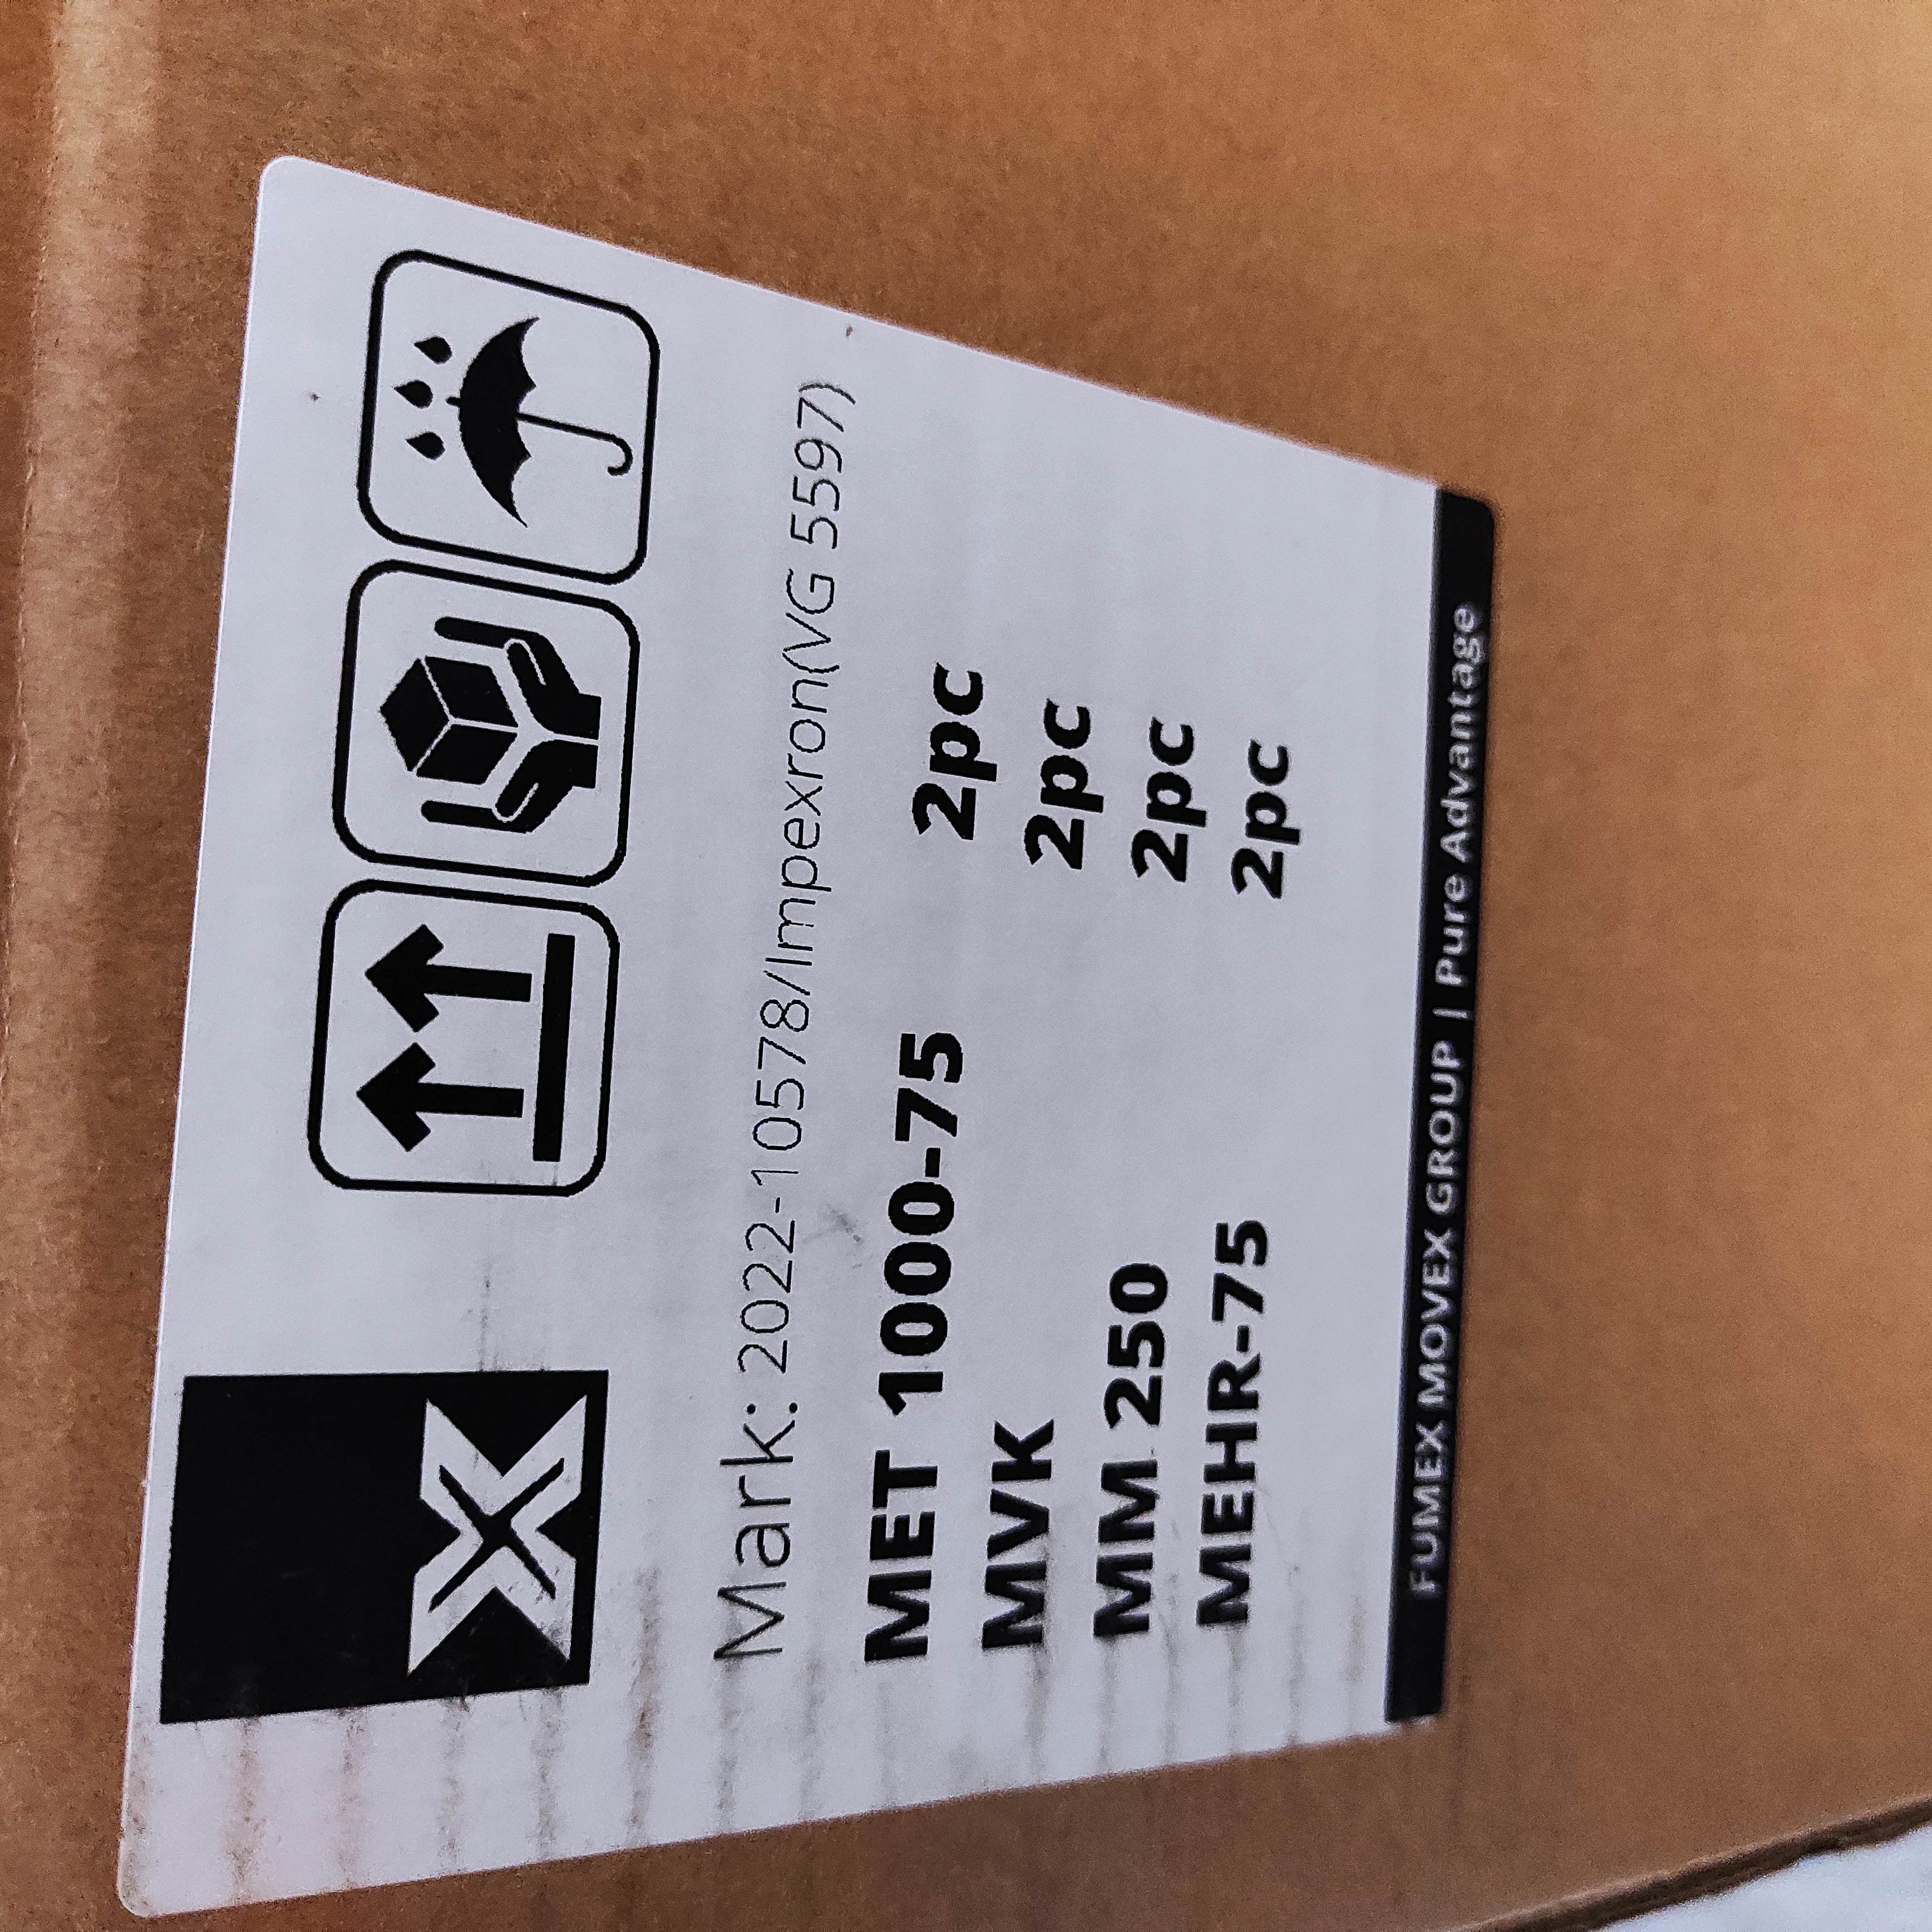 Mark: 2022-10578/Impexron(VG 5597)
MET 1000-75 2pc
MVK 2pc
MM 250 2pc
MEHR-75 2pc
FUMEX MOVEX GROUP | Pure Advantage